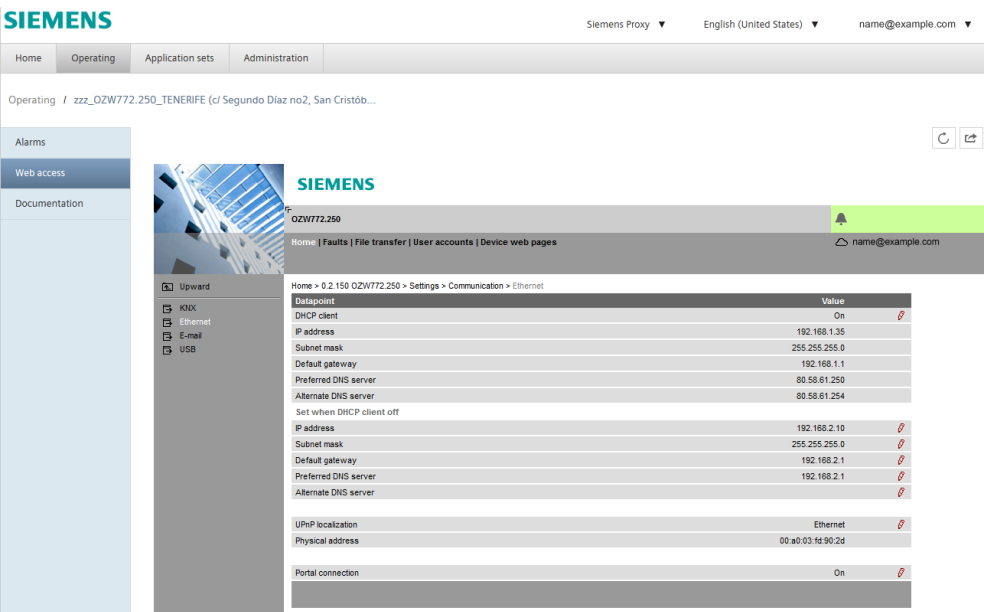 SIEMENS
Siemens Proxy ▼ English (United States) ▼ name@example.com ▼
Home Operating Application sets Administration
Operating / zzz_OZW772.250_TENERIFE (c/ Segundo Díaz no2, San Cristób...
Alarms
Web access
Documentation
SIEMENS
OZW772.250
Home | Faults | File transfer | User accounts | Device web pages
name@example.com
Upward
KNX
Ethernet
E-mail
USB
Home > 0.2.150 OZW772.250 > Settings > Communication > Ethernet
Datapoint Value
DHCP client On
IP address 192.168.1.35
Subnet mask 255.255.255.0
Default gateway 192.168.1.1
Preferred DNS server 80.58.61.250
Alternate DNS server 80.58.61.254
Set when DHCP client off
IP address 192.168.2.10
Subnet mask 255.255.255.0
Default gateway 192.168.2.1
Preferred DNS server 192.168.2.1
Alternate DNS server
UPnP localization Ethernet
Physical address 00:a0:03:fd:90:2d
Portal connection On